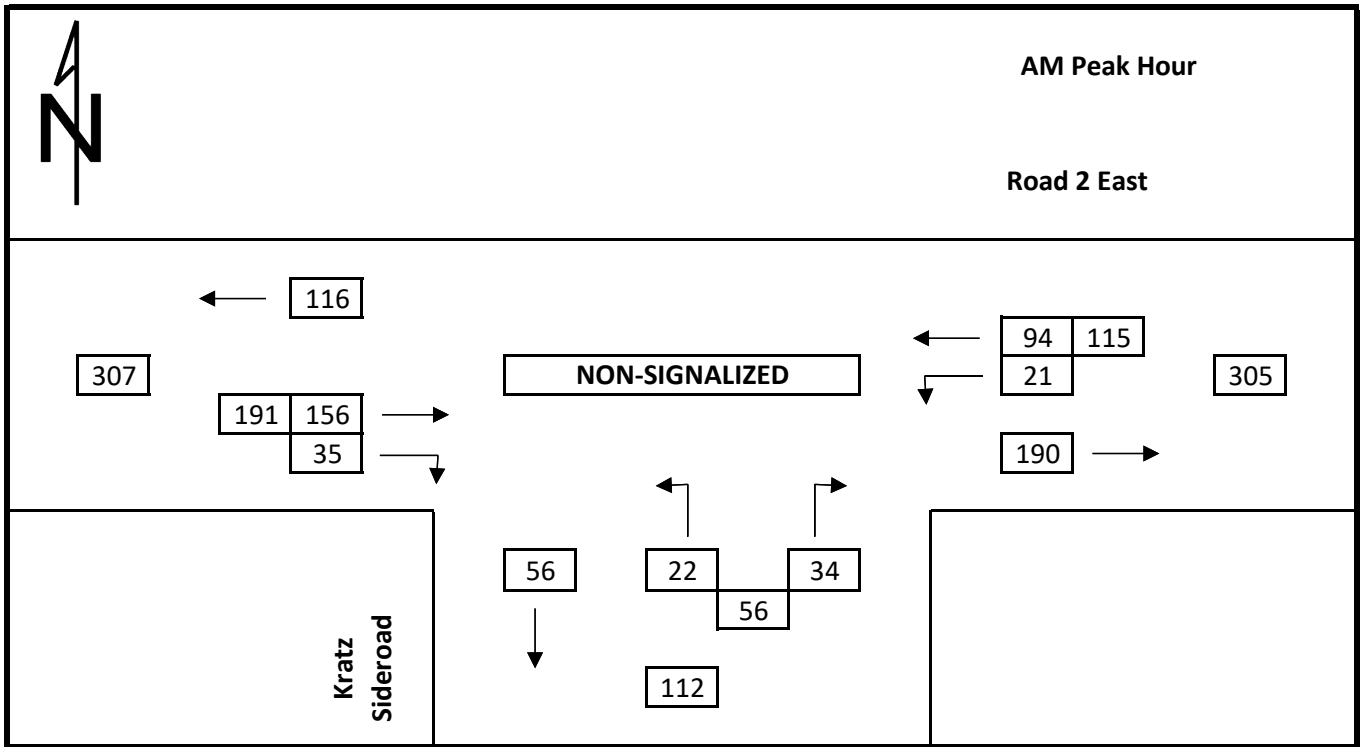 N
AM Peak Hour
Road 2 East
116
94 115
307
NON-SIGNALIZED
21
305
191 156
35
190
56
22
34
56
Kratz
Sideroad
112